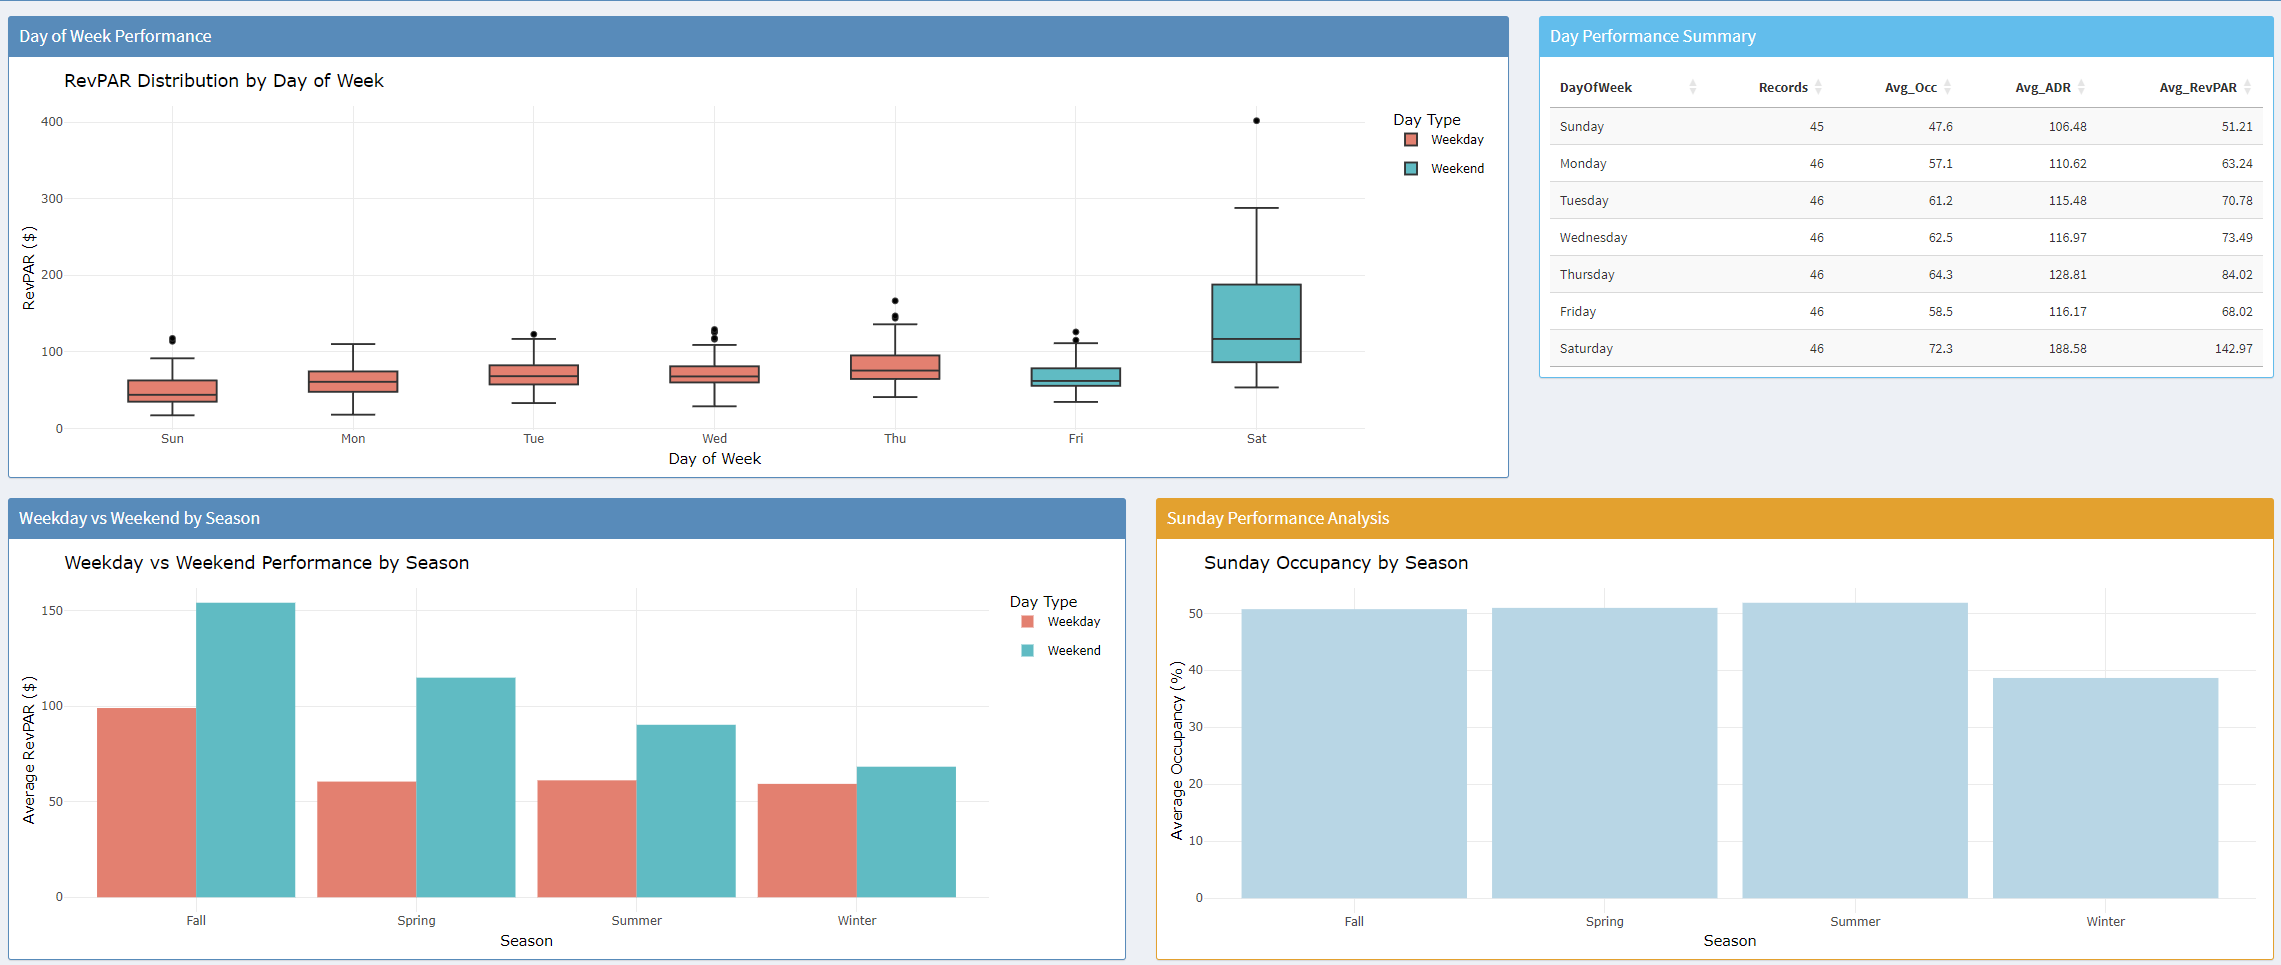 Day of Week Performance
RevPAR Distribution by Day of Week
RevPAR ($)
400
300
200
100
0
Sun Mon Tue Wed Thu Fri Sat
Day of Week
Day Type
Weekday
Weekend
Day Performance Summary
DayOfWeek Records Avg_Occ Avg_ADR Avg_RevPAR
Sunday 45 47.6 106.48 51.21
Monday 46 57.1 110.62 63.24
Tuesday 46 61.2 115.48 70.78
Wednesday 46 62.5 116.97 73.49
Thursday 46 64.3 128.81 84.02
Friday 46 58.5 116.17 68.02
Saturday 46 72.3 188.58 142.97
Weekday vs Weekend by Season
Weekday vs Weekend Performance by Season
Average RevPAR ($)
150
100
50
0
Fall Spring Summer Winter
Season
Day Type
Weekday
Weekend
Sunday Performance Analysis
Sunday Occupancy by Season
Average Occupancy (%)
50
40
30
20
10
0
Fall Spring Summer Winter
Season